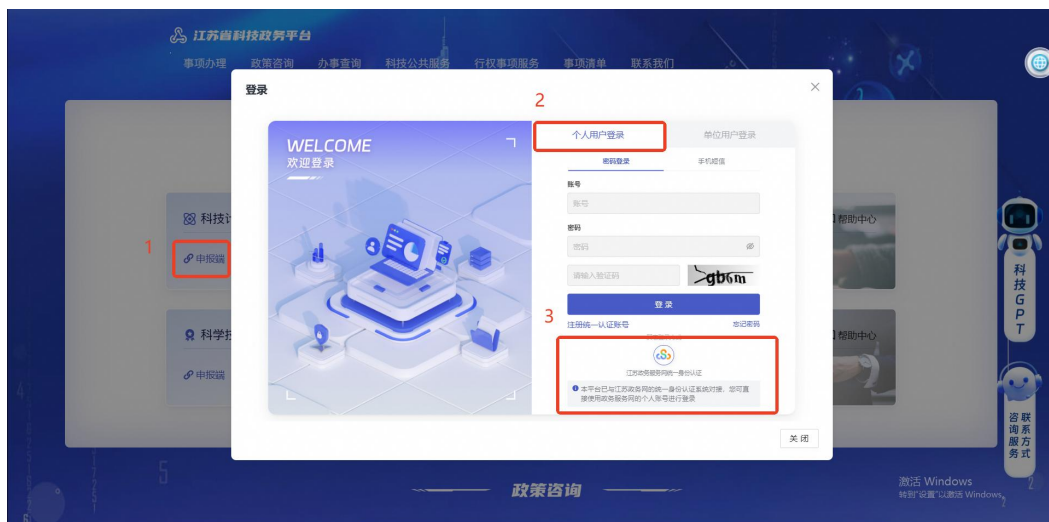 江苏省科技政务平台
事项办理 政策咨询 办事查询 科技公共服务 行权事项服务 事项清单 联系我们
登录
2
个人用户登录 单位用户登录
WELCOME
欢迎登录
密码登录 手机短信
账号
账号
密码
密码
请输入验证码 gbom
登 录
3
注册统一认证账号 忘记密码
江苏政务服务网统一身份认证
本平台已与江苏政务网的统一身份认证系统对接，您可直
接使用政务服务网的个人账号进行登录
关 闭
科技
1
申报端
科学技
申报端
帮助中心
帮助中心
科技GPT
联系方式
咨询服务
政策咨询
激活 Windows
转到"设置"以激活 Windows。